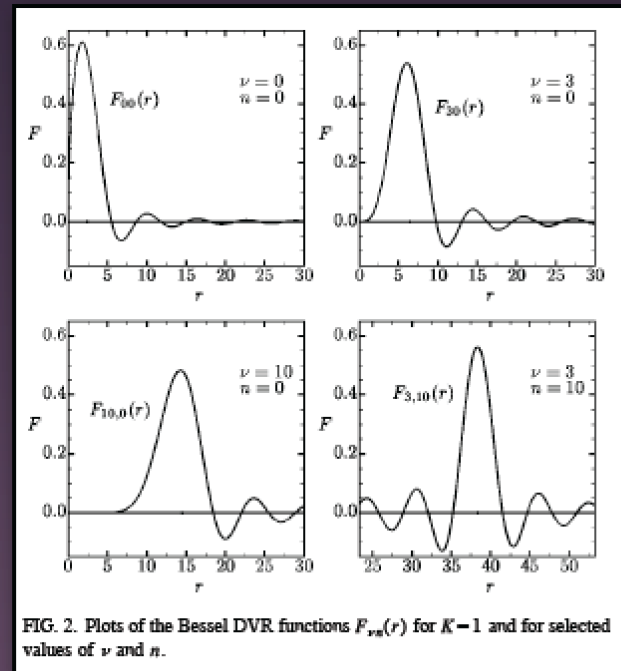 0.6
0.4
F
0.2
0.0
F₀₀(r)
ν = 0
n = 0
0 5 10 15 20 25 30
r
0.6
0.4
F
0.2
0.0
F₃₀(r)
ν = 3
n = 0
0 5 10 15 20 25 30
r
0.6
0.4
F
0.2
0.0
F₁₀,₀(r)
ν = 10
n = 0
0 5 10 15 20 25 30
r
0.6
0.4
F
0.2
0.0
F₃,₁₀(r)
ν = 3
n = 10
25 30 35 40 45 50
r
FIG. 2. Plots of the Bessel DVR functions Fνn(r) for K−1 and for selected
values of ν and n.